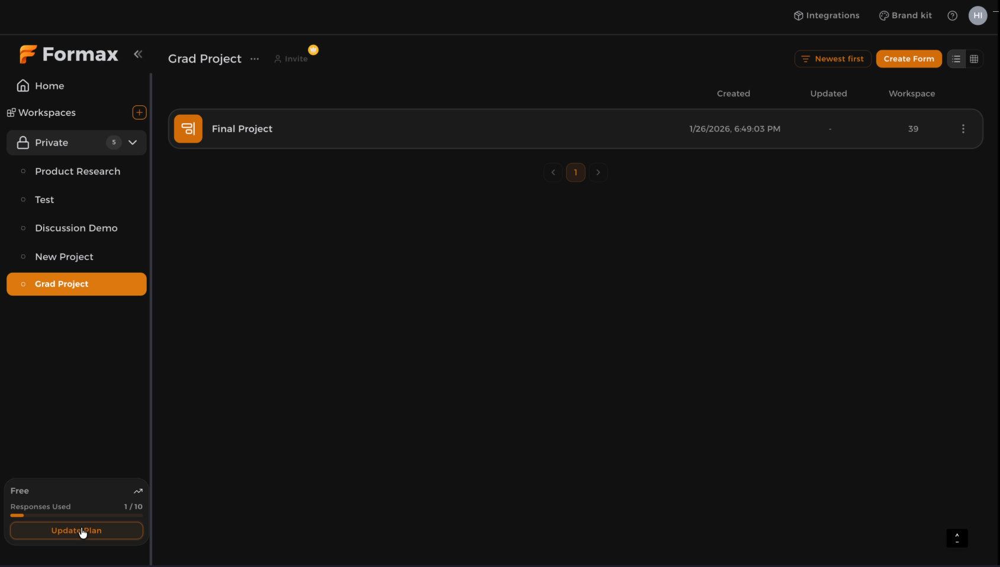 Integrations
Brand kit
HI
Formax
Grad Project ... Invite
Newest first
Create Form
Home
Workspaces
Private 5
Product Research
Test
Discussion Demo
New Project
Grad Project
Created Updated Workspace
Final Project 1/26/2026, 6:49:03 PM - 39
1
Free
Responses Used 1 / 10
Update Plan